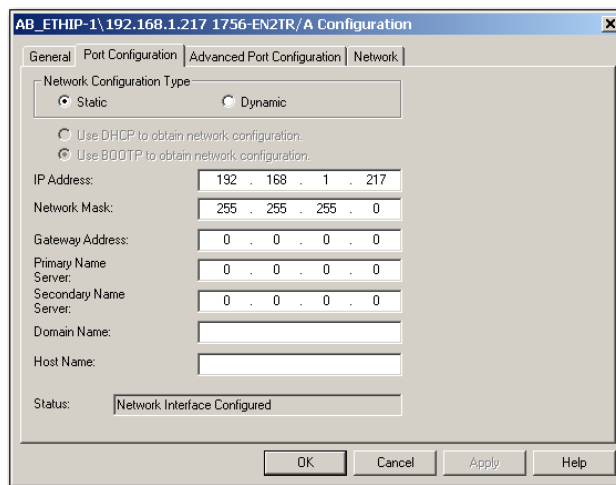 AB_ETHIP-1\192.168.1.217 1756-EN2TR/A Configuration
General Port Configuration Advanced Port Configuration Network
Network Configuration Type
Static Dynamic
Use DHCP to obtain network configuration.
Use BOOTP to obtain network configuration.
IP Address: 192 . 168 . 1 . 217
Network Mask: 255 . 255 . 255 . 0
Gateway Address: 0 . 0 . 0 . 0
Primary Name
Server: 0 . 0 . 0 . 0
Secondary Name
Server: 0 . 0 . 0 . 0
Domain Name:
Host Name:
Status: Network Interface Configured
OK Cancel Apply Help